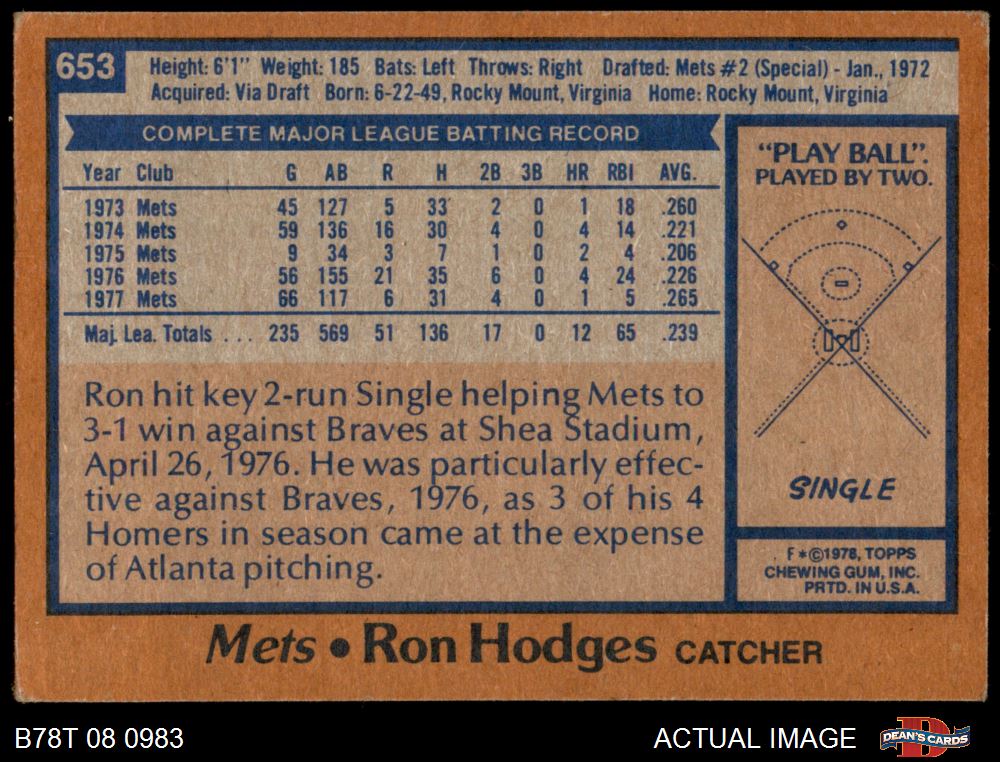 653
Height: 6'1" Weight: 185 Bats: Left Throws: Right Drafted: Mets #2 (Special) - Jan., 1972
Acquired: Via Draft Born: 6-22-49, Rocky Mount, Virginia Home: Rocky Mount, Virginia
COMPLETE MAJOR LEAGUE BATTING RECORD
Year Club G AB R H 2B 3B HR RBI AVG.
1973 Mets 45 127 5 33 2 0 1 18 .260
1974 Mets 59 136 16 30 4 0 4 14 .221
1975 Mets 9 34 3 7 1 0 2 4 .206
1976 Mets 56 155 21 35 6 0 4 24 .226
1977 Mets 66 117 6 31 4 0 1 5 .265
Maj. Lea. Totals . . . 235 569 51 136 17 0 12 65 .239
Ron hit key 2-run Single helping Mets to
3-1 win against Braves at Shea Stadium,
April 26, 1976. He was particularly effec-
tive against Braves, 1976, as 3 of his 4
Homers in season came at the expense
of Atlanta pitching.
"PLAY BALL".
PLAYED BY TWO.
SINGLE
F*©1978, TOPPS
CHEWING GUM, INC.
PRTD. IN U.S.A.
Mets • Ron Hodges CATCHER
B78T 08 0983
ACTUAL IMAGE
D
DEAN'S CARDS